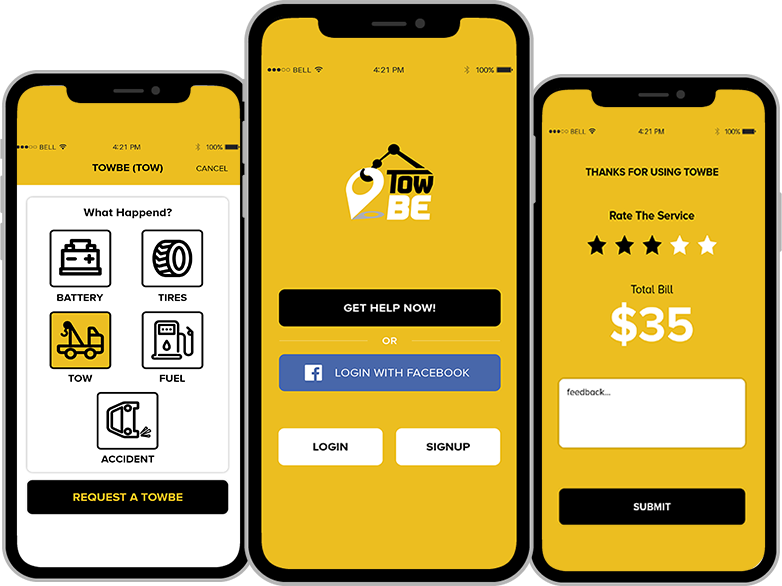 BELL 4:21 PM 100%
TOWBE (TOW) CANCEL
What Happend?
BATTERY TIRES
TOW FUEL
ACCIDENT
REQUEST A TOWBE
BELL 4:21 PM 100%
Tow
BE
GET HELP NOW!
OR
LOGIN WITH FACEBOOK
LOGIN SIGNUP
BELL 4:21 PM 100%
THANKS FOR USING TOWBE
Rate The Service
Total Bill
$35
feedback...
SUBMIT